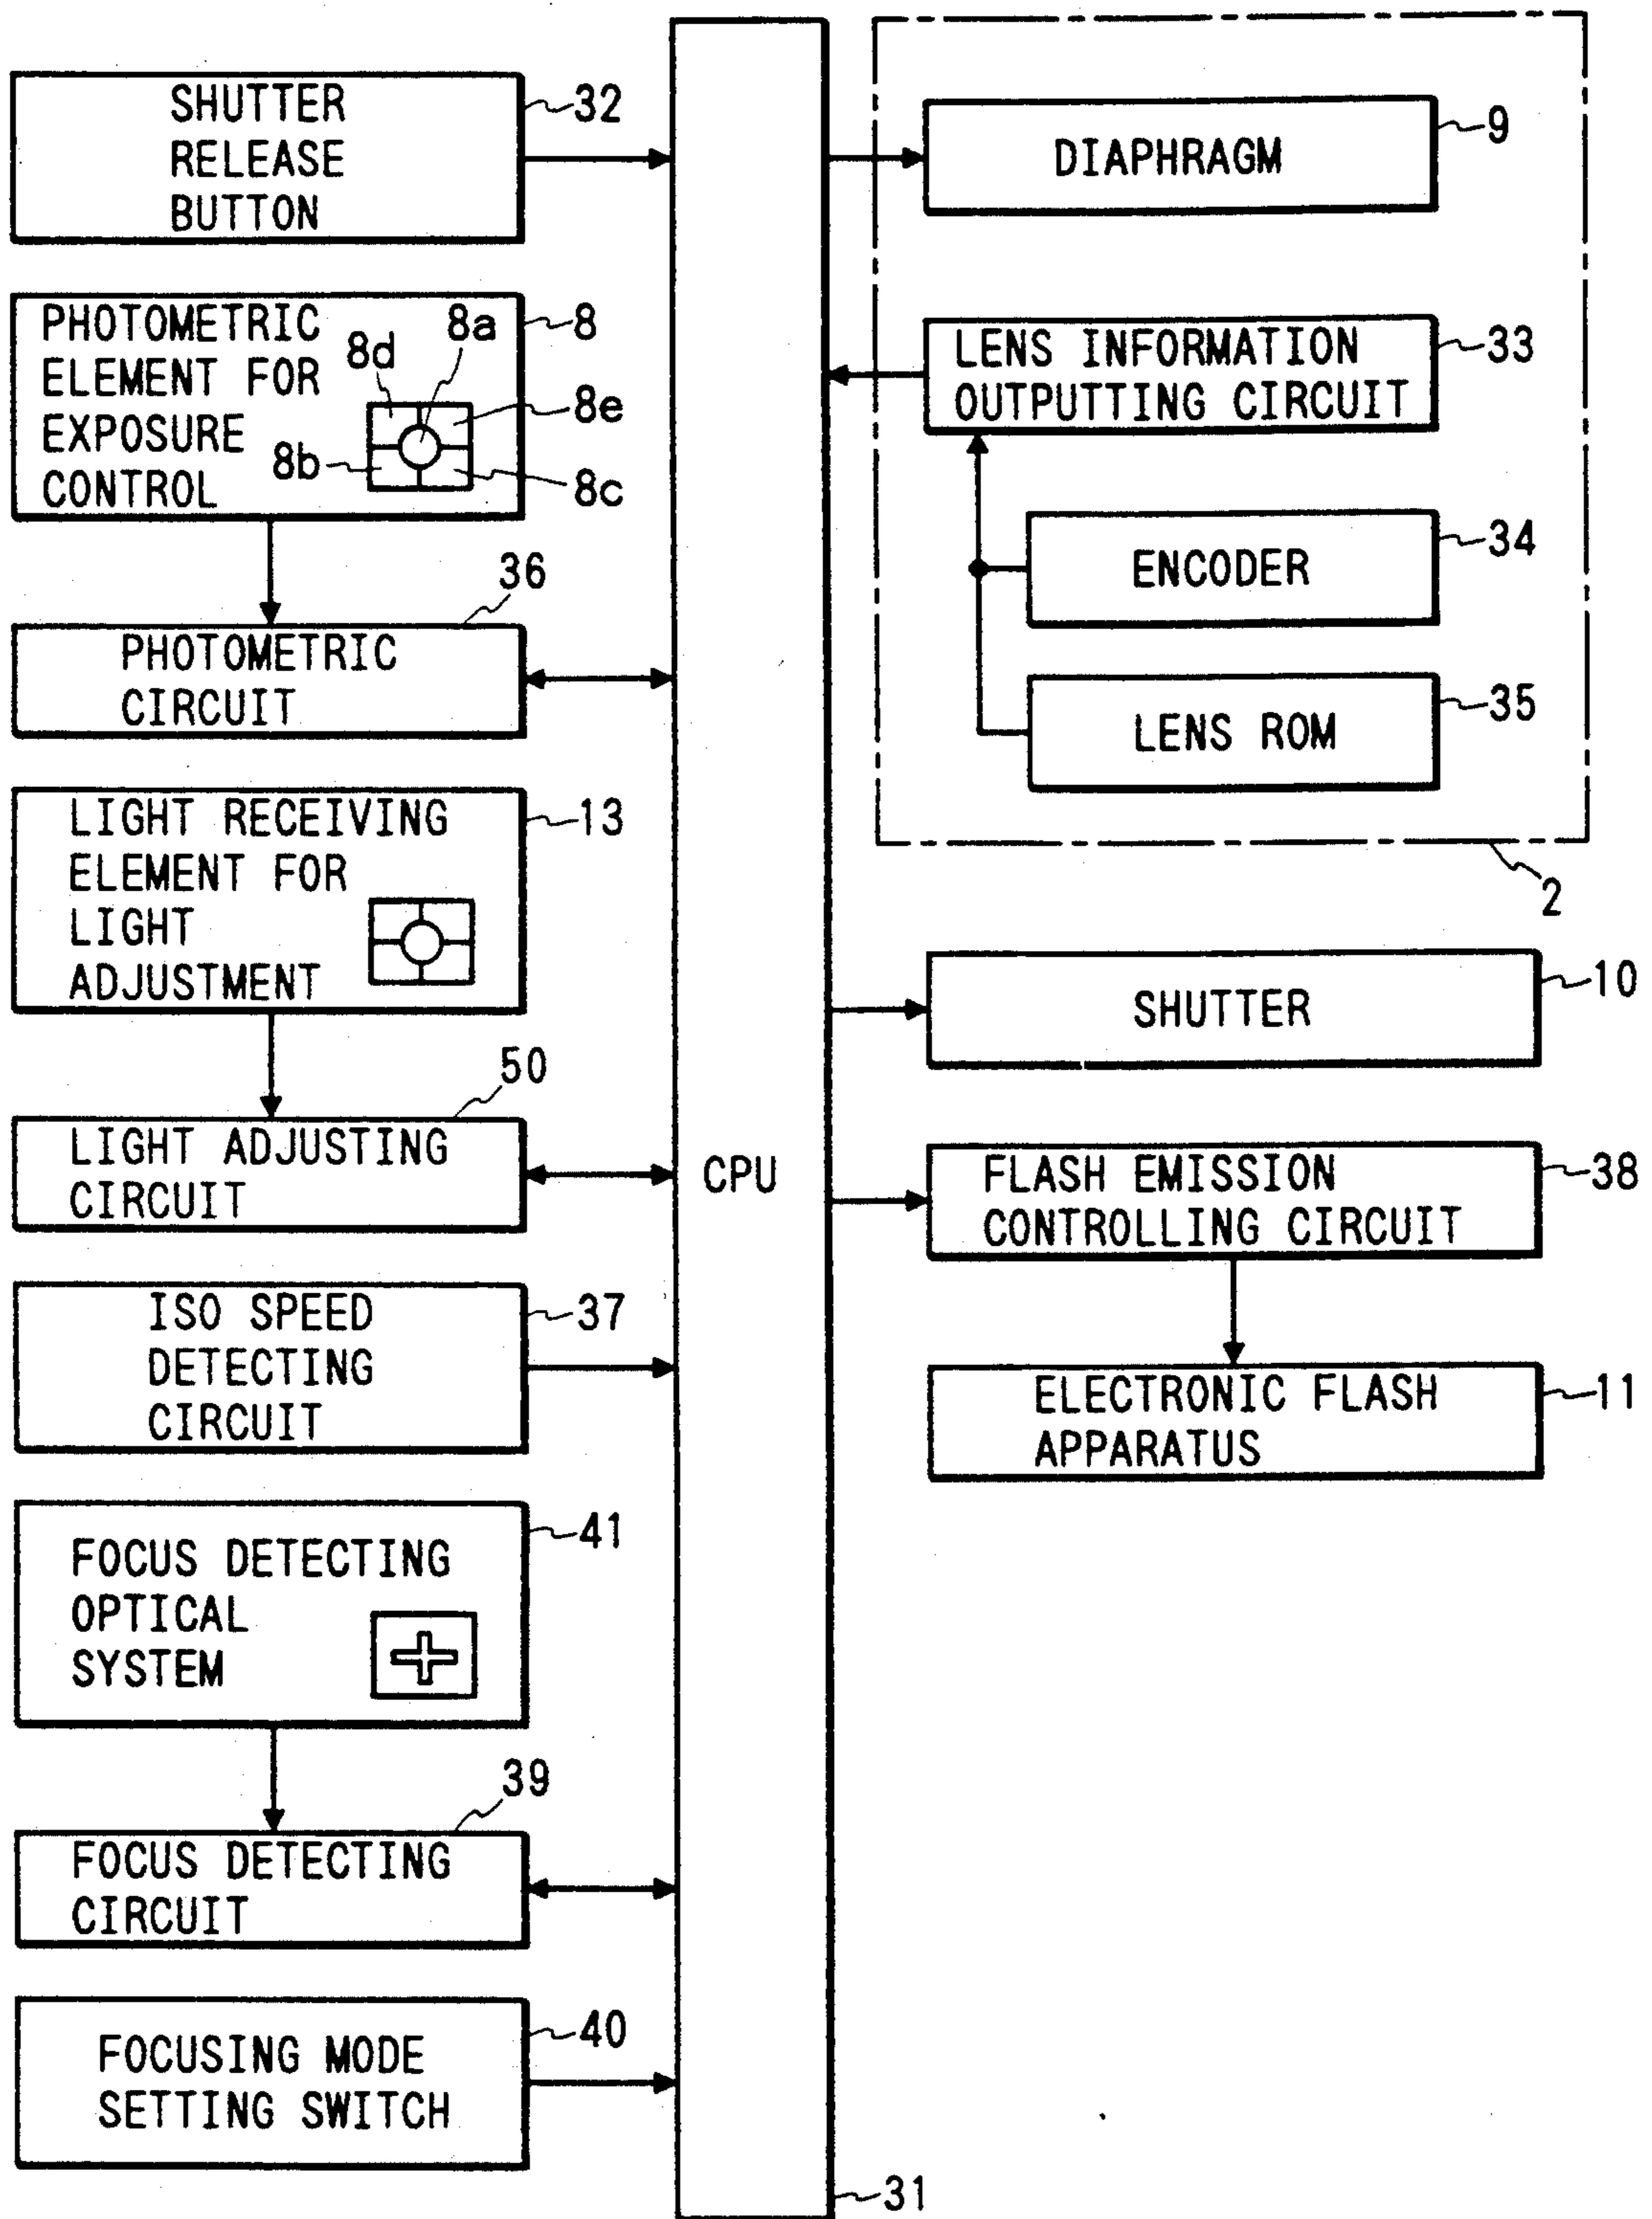 SHUTTER
RELEASE
BUTTON
32
PHOTOMETRIC
ELEMENT FOR
EXPOSURE
CONTROL
8a
8d
8e
8b
8c
8
36
PHOTOMETRIC
CIRCUIT
LIGHT RECEIVING
ELEMENT FOR
LIGHT
ADJUSTMENT
13
50
LIGHT ADJUSTING
CIRCUIT
ISO SPEED
DETECTING
CIRCUIT
37
FOCUS DETECTING
OPTICAL
SYSTEM
41
39
FOCUS DETECTING
CIRCUIT
FOCUSING MODE
SETTING SWITCH
40
CPU
31
DIAPHRAGM
9
LENS INFORMATION
OUTPUTTING CIRCUIT
33
ENCODER
34
LENS ROM
35
2
SHUTTER
10
FLASH EMISSION
CONTROLLING CIRCUIT
38
ELECTRONIC FLASH
APPARATUS
11